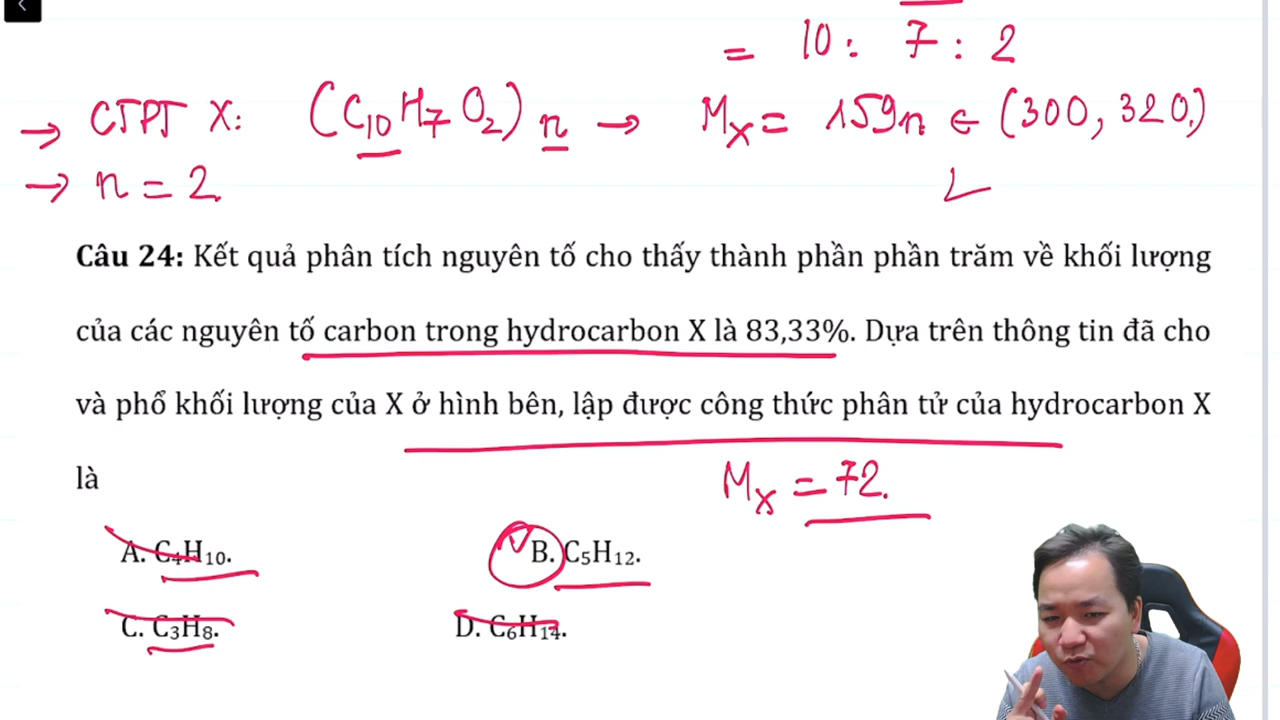 = 10 : 7 : 2
→ CTPT X: (C₁₀H₇O₂)n → Mₓ = 159n ∈ (300, 320)
→ n = 2.
Câu 24: Kết quả phân tích nguyên tố cho thấy thành phần phần trăm về khối lượng
của các nguyên tố carbon trong hydrocarbon X là 83,33%. Dựa trên thông tin đã cho
và phổ khối lượng của X ở hình bên, lập được công thức phân tử của hydrocarbon X
là
Mₓ = 72.
A. C₄H₁₀. B. C₅H₁₂.
C. C₃H₈. D. C₆H₁₄.